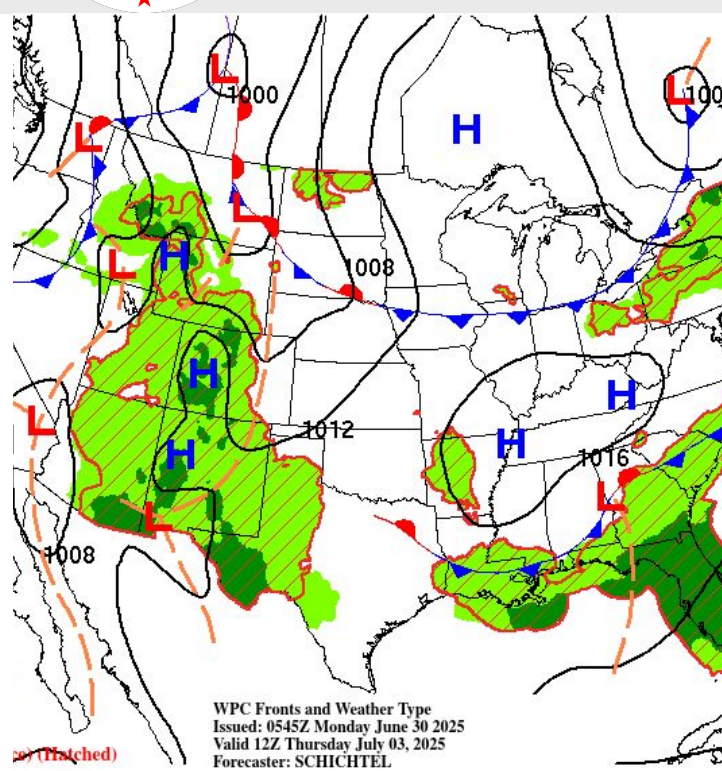 L
1000
L
100
L
H
L
H
L
1008
H
H
L
1012
H
H
1016
L
L
1008
WPC Fronts and Weather Type
Issued: 0545Z Monday June 30 2025
Valid 12Z Thursday July 03, 2025
Forecaster: SCHICHTEL
(Hatched)